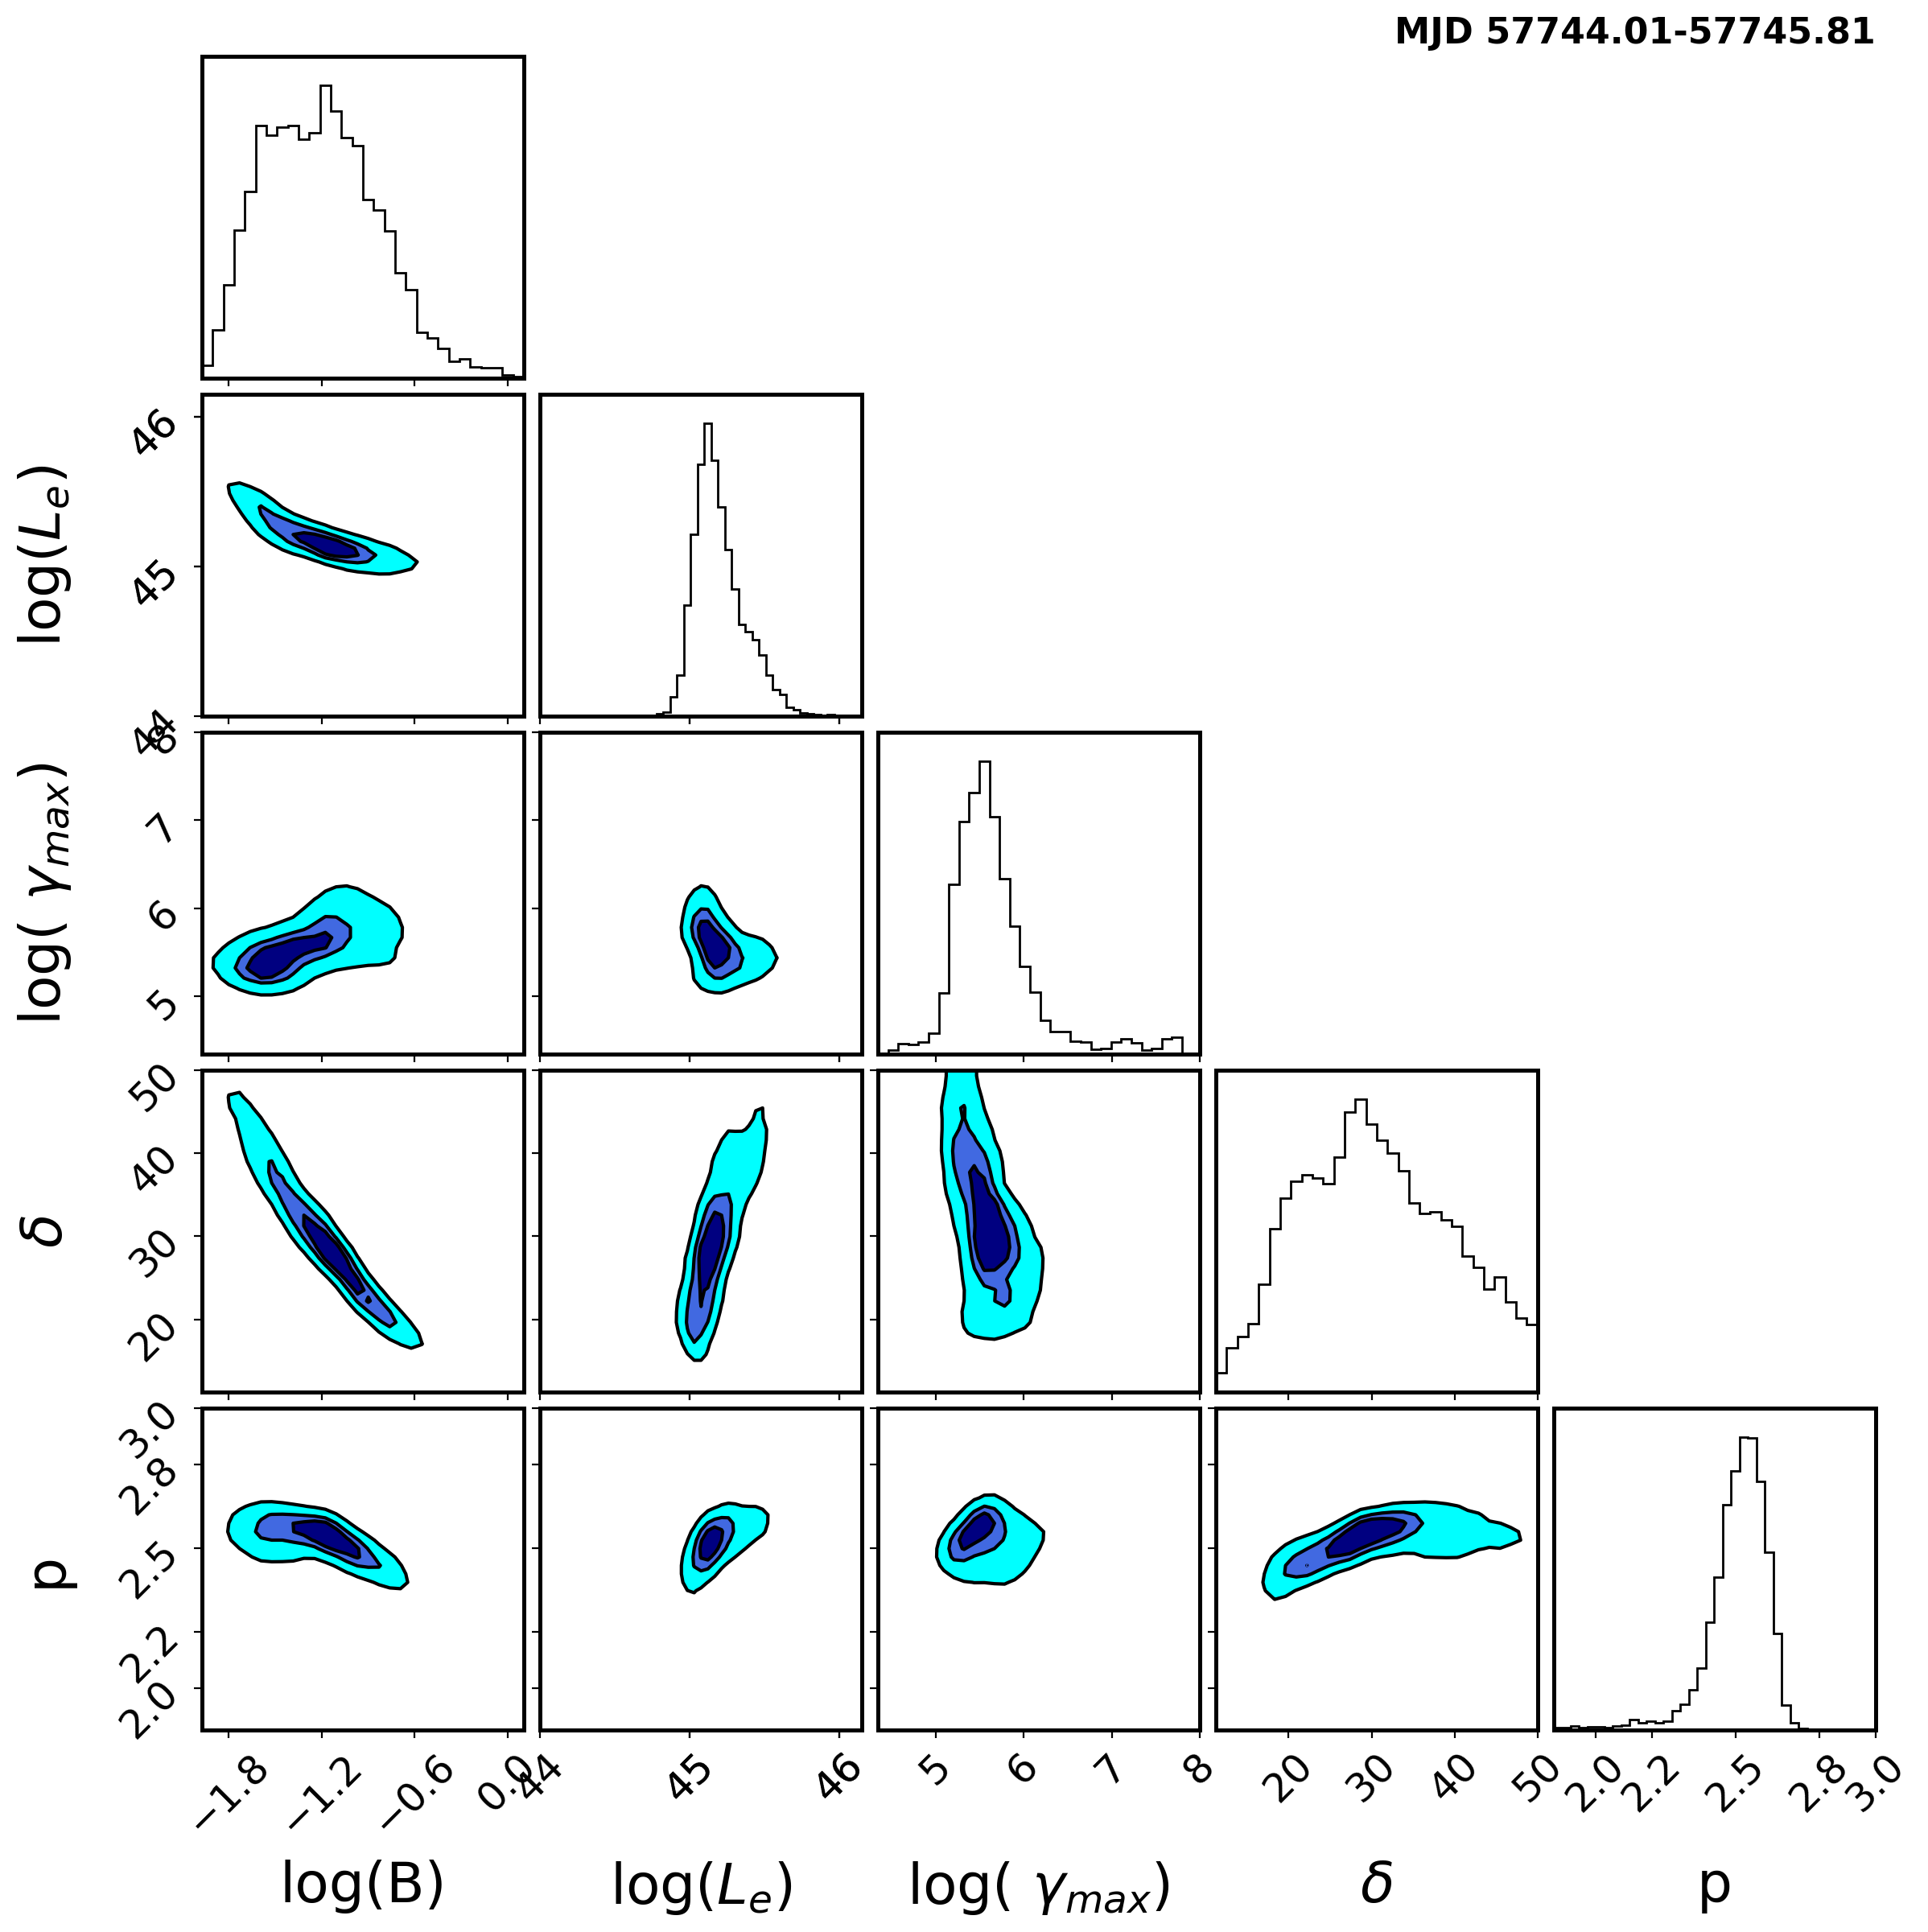 MJD 57744.01-57745.81
log(Lₑ)
46
45
44
log( γₘₐₓ)
8
7
6
5
δ
50
40
30
20
p
3.0
2.8
2.5
2.2
2.0
−1.8 −1.2 −0.6 0.0 44 45 46 5 6 7 8 20 30 40 50 2.0 2.2 2.5 2.8 3.0
log(B) log(Lₑ) log( γₘₐₓ) δ p